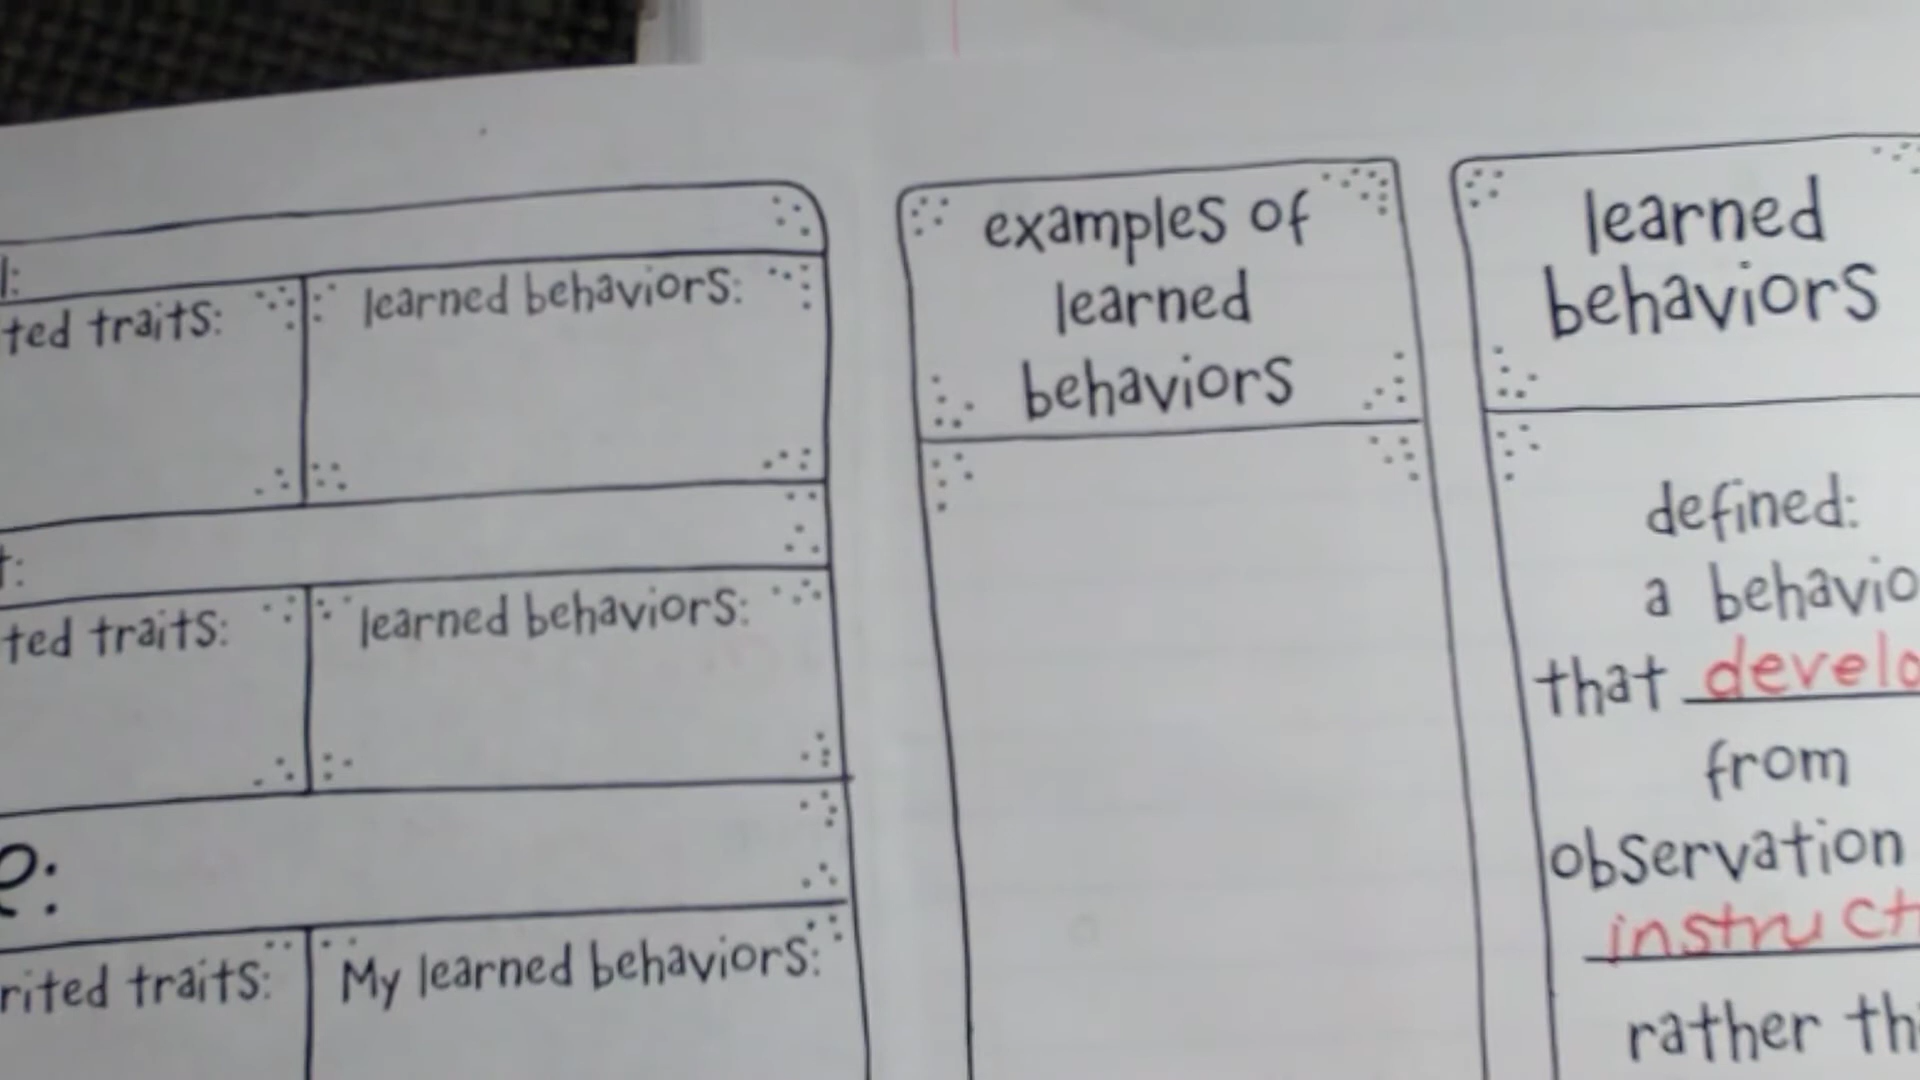 ted traits:
learned behaviors:
ted traits:
learned behaviors:
rited traits:
My learned behaviors:
examples of
learned
behaviors
learned
behaviors
defined:
a behavio
that develo
from
observation
instruct
rather th